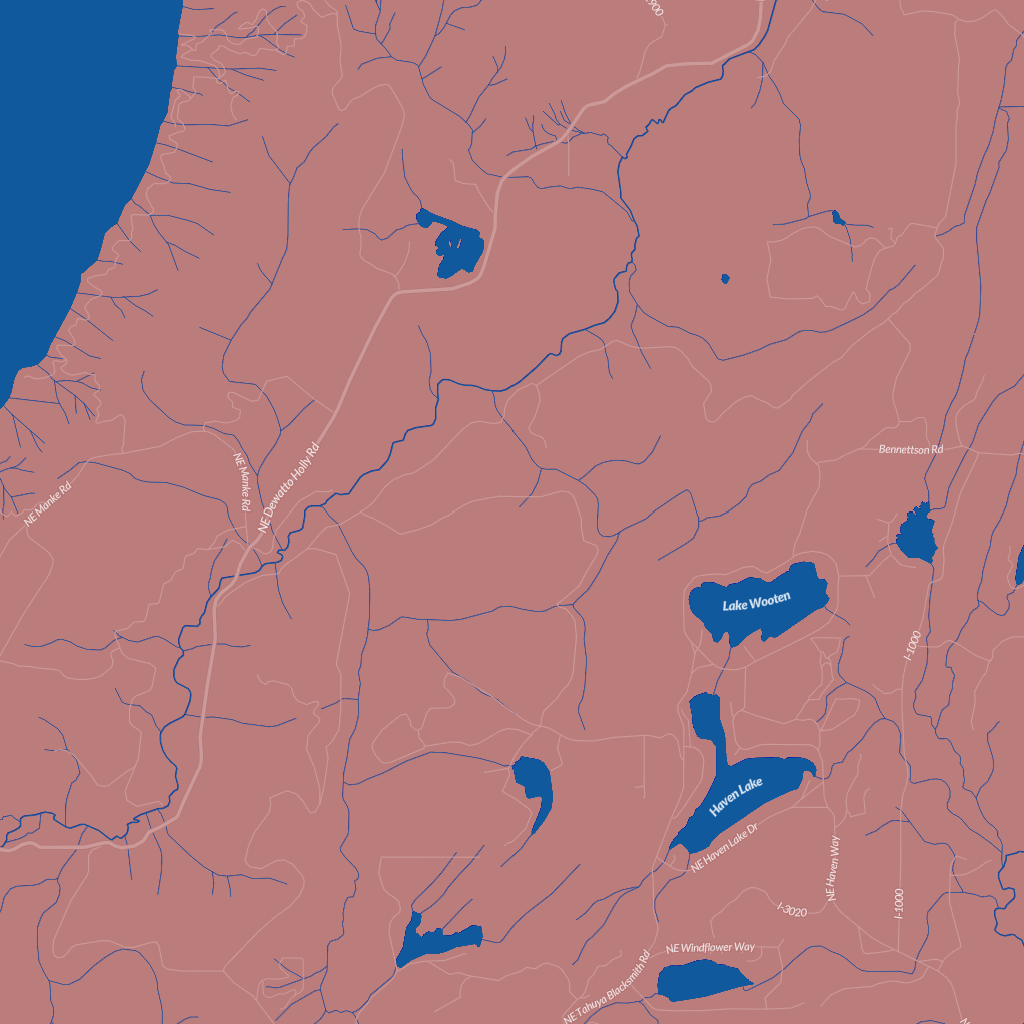 -900
NE Dewatto Holly Rd
NE Manke Rd
NE Manke Rd
Bennettson Rd
Lake Wooten
I-1000
Haven Lake
NE Haven Lake Dr
NE Haven Way
I-1000
I-3020
NE Windflower Way
NE Tahuya Blacksmith Rd